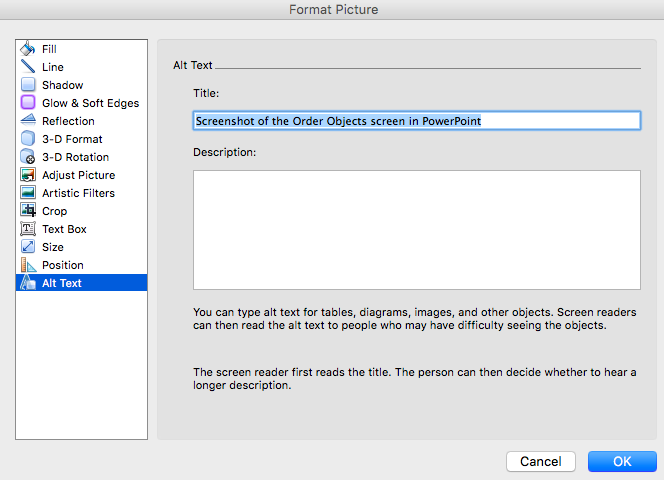 Format Picture
Fill
Line
Shadow
Glow & Soft Edges
Reflection
3-D Format
3-D Rotation
Adjust Picture
Artistic Filters
Crop
Text Box
Size
Position
Alt Text
Alt Text
Title:
Screenshot of the Order Objects screen in PowerPoint
Description:
You can type alt text for tables, diagrams, images, and other objects. Screen readers
can then read the alt text to people who may have difficulty seeing the objects.
The screen reader first reads the title. The person can then decide whether to hear a
longer description.
Cancel
OK